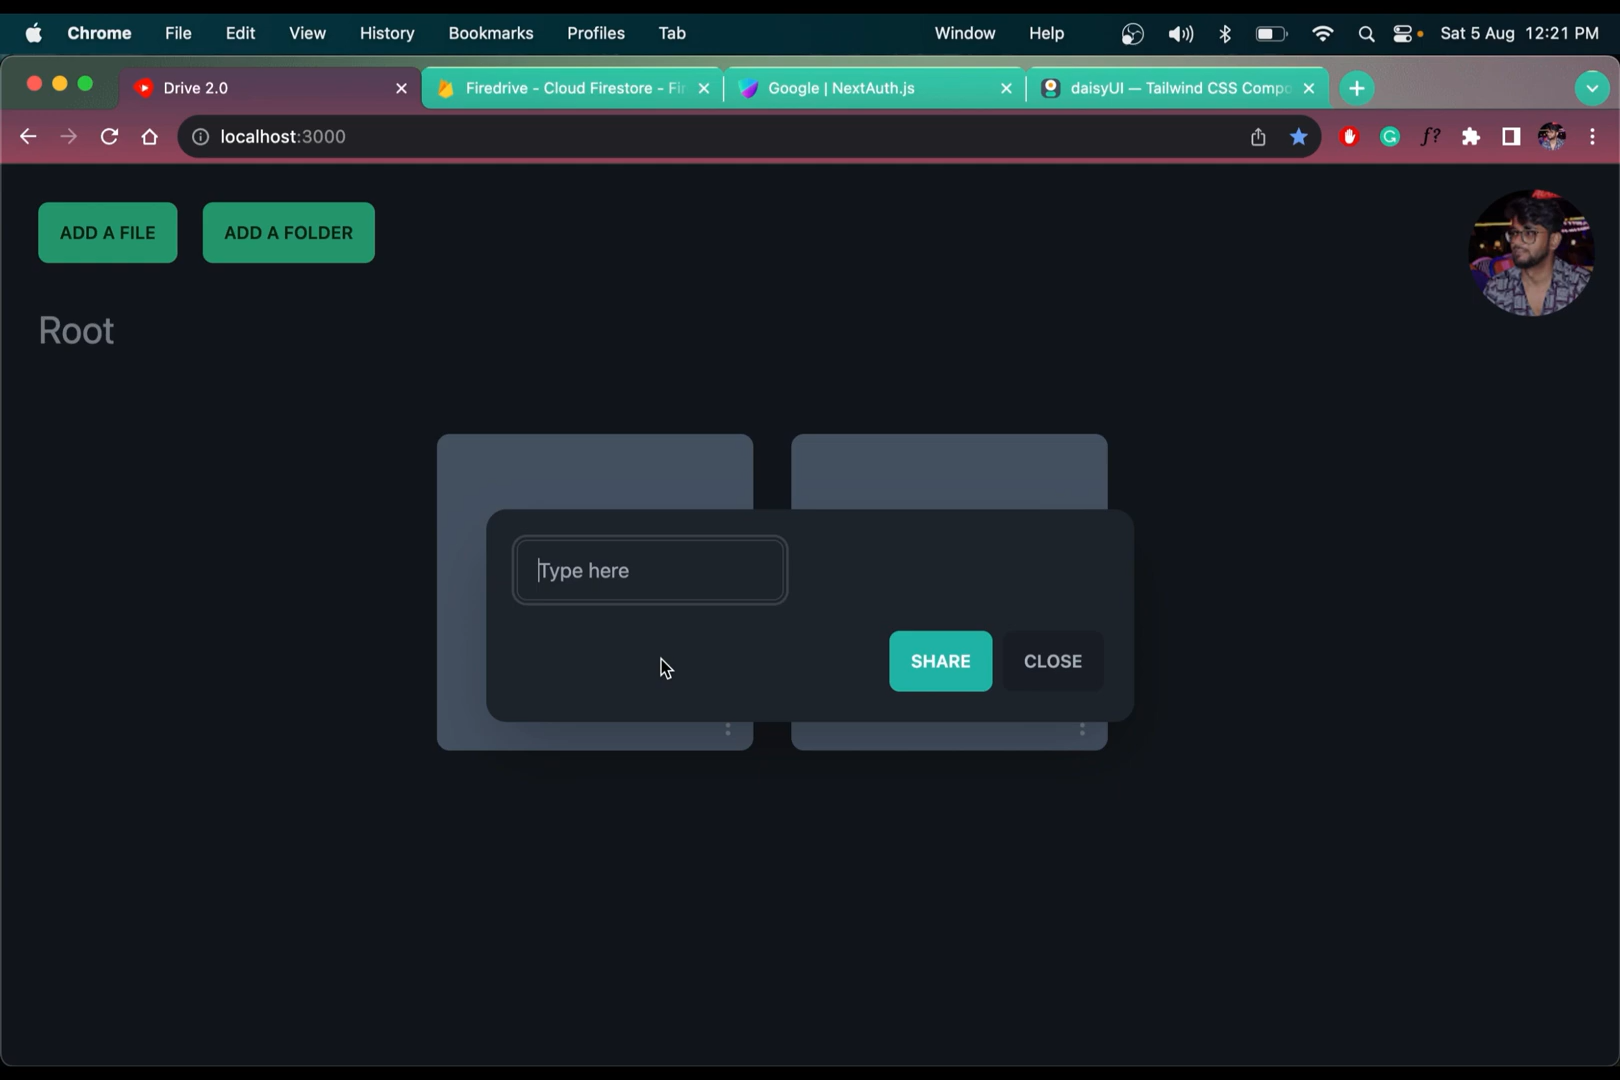 Chrome File Edit View History Bookmarks Profiles Tab Window Help Sat 5 Aug 12:21 PM
Drive 2.0 Firedrive - Cloud Firestore - Fir Google | NextAuth.js daisyUI — Tailwind CSS Compo
localhost:3000 f?
ADD A FILE ADD A FOLDER
Root
Type here
SHARE CLOSE